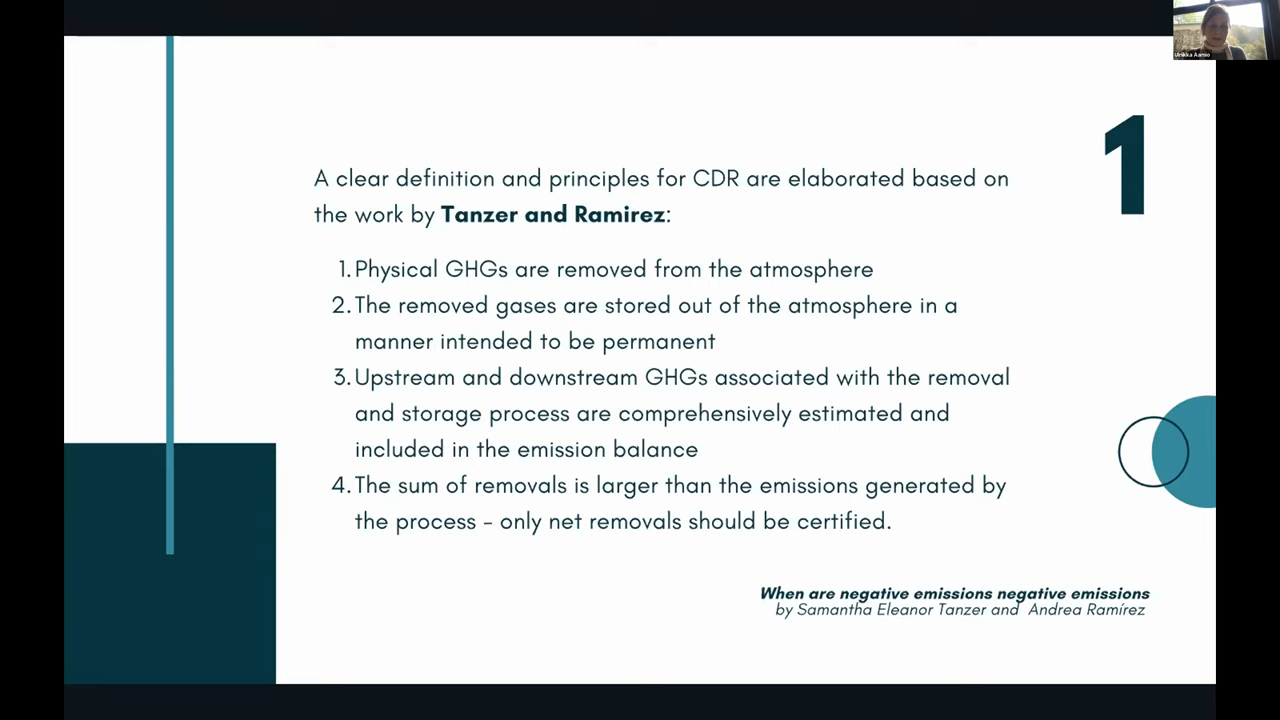 Ulrikka Aarnio
1
A clear definition and principles for CDR are elaborated based on
the work by Tanzer and Ramirez:
1. Physical GHGs are removed from the atmosphere
2. The removed gases are stored out of the atmosphere in a
manner intended to be permanent
3. Upstream and downstream GHGs associated with the removal
and storage process are comprehensively estimated and
included in the emission balance
4. The sum of removals is larger than the emissions generated by
the process - only net removals should be certified.
When are negative emissions negative emissions
by Samantha Eleanor Tanzer and Andrea Ramírez